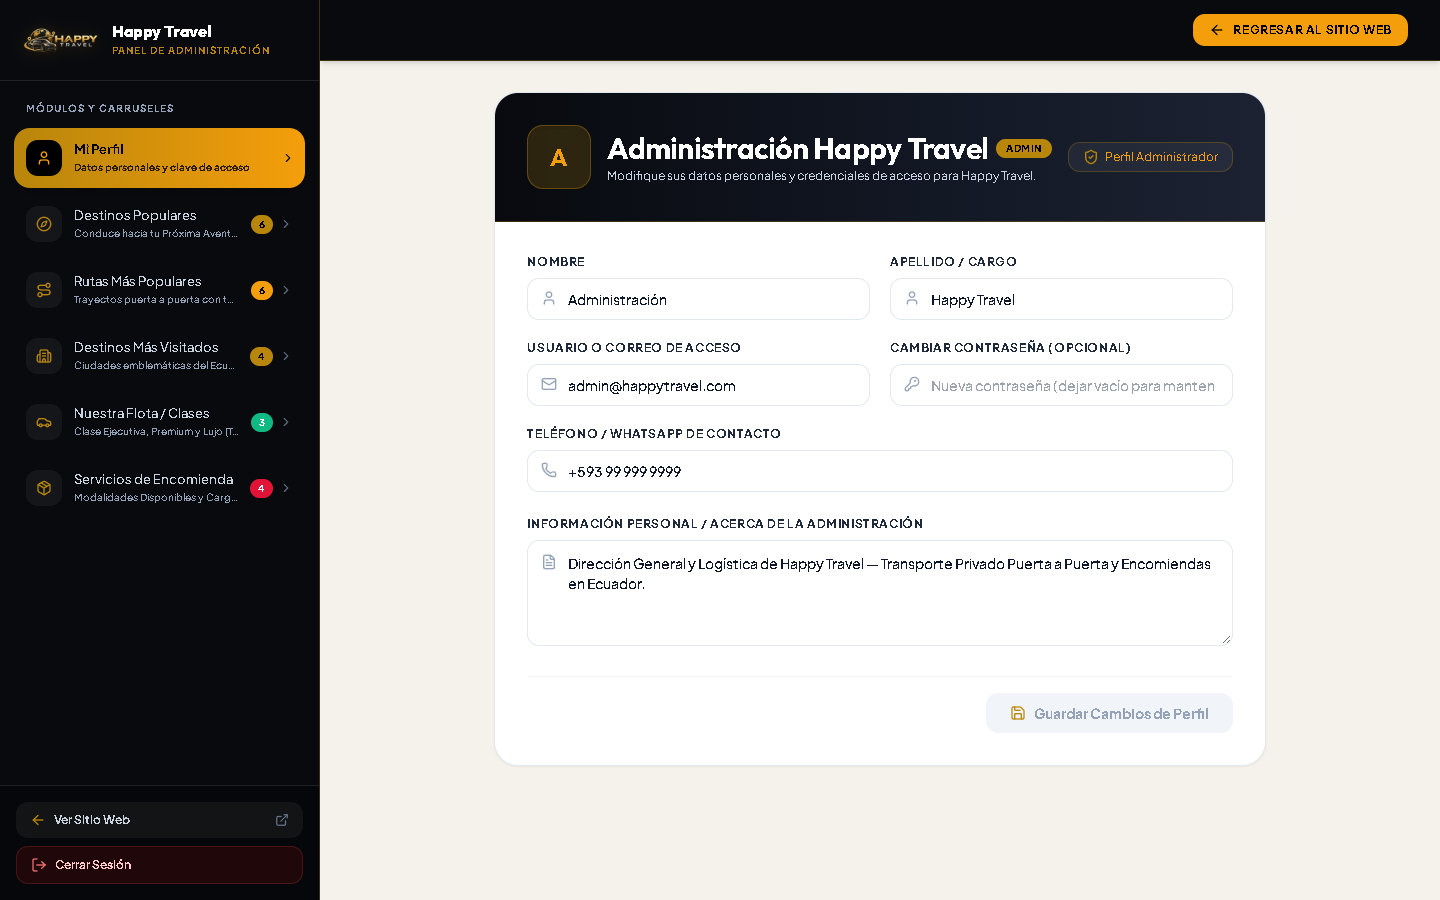 HAPPY
TRAVEL
Happy Travel
PANEL DE ADMINISTRACIÓN
MÓDULOS Y CARRUSELES
Mi Perfil
Datos personales y clave de acceso
Destinos Populares
Conduce hacia tu Próxima Avent...
6
Rutas Más Populares
Trayectos puerta a puerta con t...
6
Destinos Más Visitados
Ciudades emblemáticas del Ecu...
4
Nuestra Flota / Clases
Clase Ejecutiva, Premium y Lujo (T...
3
Servicios de Encomienda
Modalidades Disponibles y Carg...
4
Ver Sitio Web
Cerrar Sesión
REGRESAR AL SITIO WEB
A
Administración Happy Travel
ADMIN
Modifique sus datos personales y credenciales de acceso para Happy Travel.
Perfil Administrador
NOMBRE
Administración
APELLIDO / CARGO
Happy Travel
USUARIO O CORREO DE ACCESO
admin@happytravel.com
CAMBIAR CONTRASEÑA (OPCIONAL)
Nueva contraseña (dejar vacío para manten
TELÉFONO / WHATSAPP DE CONTACTO
+593 99 999 9999
INFORMACIÓN PERSONAL / ACERCA DE LA ADMINISTRACIÓN
Dirección General y Logística de Happy Travel — Transporte Privado Puerta a Puerta y Encomiendas
en Ecuador.
Guardar Cambios de Perfil